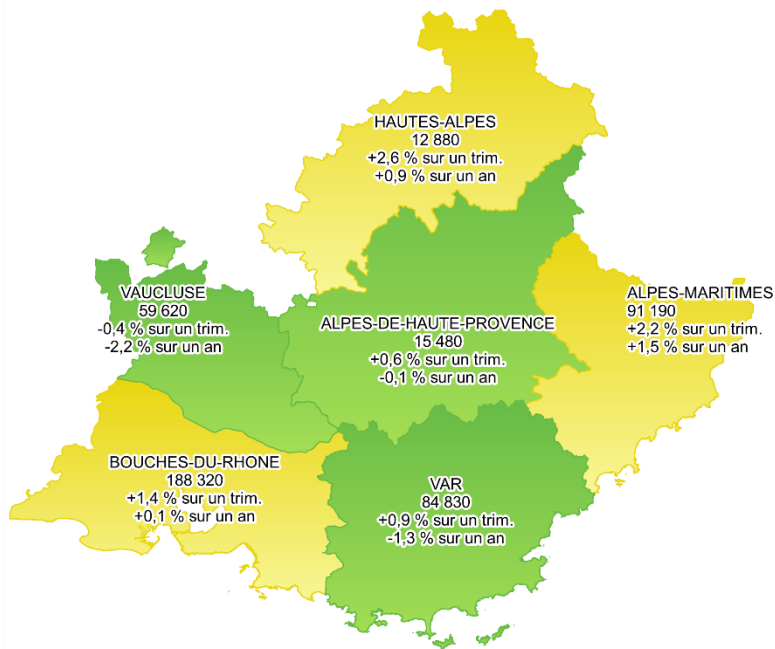 HAUTES-ALPES
12 880
+2,6 % sur un trim.
+0,9 % sur un an
VAUCLUSE
59 620
-0,4 % sur un trim.
-2,2 % sur un an
ALPES-DE-HAUTE-PROVENCE
15 480
+0,6 % sur un trim.
-0,1 % sur un an
ALPES-MARITIMES
91 190
+2,2 % sur un trim.
+1,5 % sur un an
BOUCHES-DU-RHONE
188 320
+1,4 % sur un trim.
+0,1 % sur un an
VAR
84 830
+0,9 % sur un trim.
-1,3 % sur un an